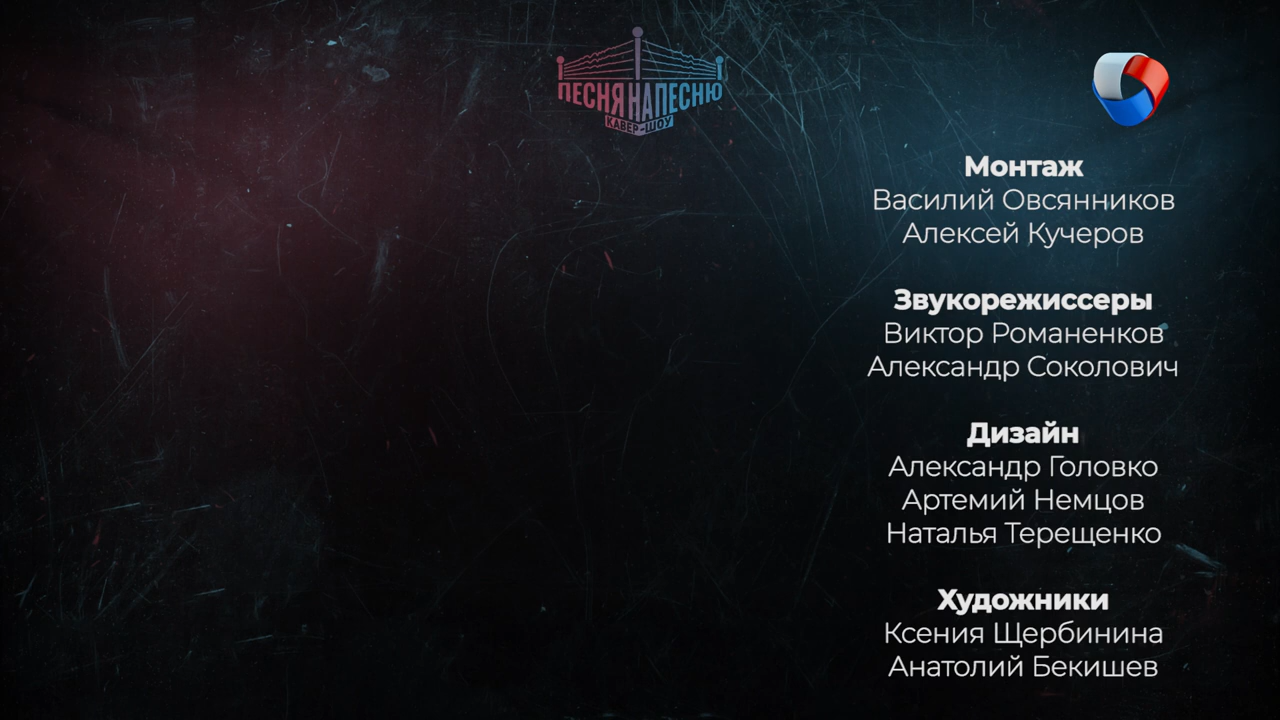 ПЕСНЯ НА ПЕСНЮ
КАВЕР-ШОУ
Монтаж
Василий Овсянников
Алексей Кучеров
Звукорежиссеры
Виктор Романенков
Александр Соколович
Дизайн
Александр Головко
Артемий Немцов
Наталья Терещенко
Художники
Ксения Щербинина
Анатолий Бекишев